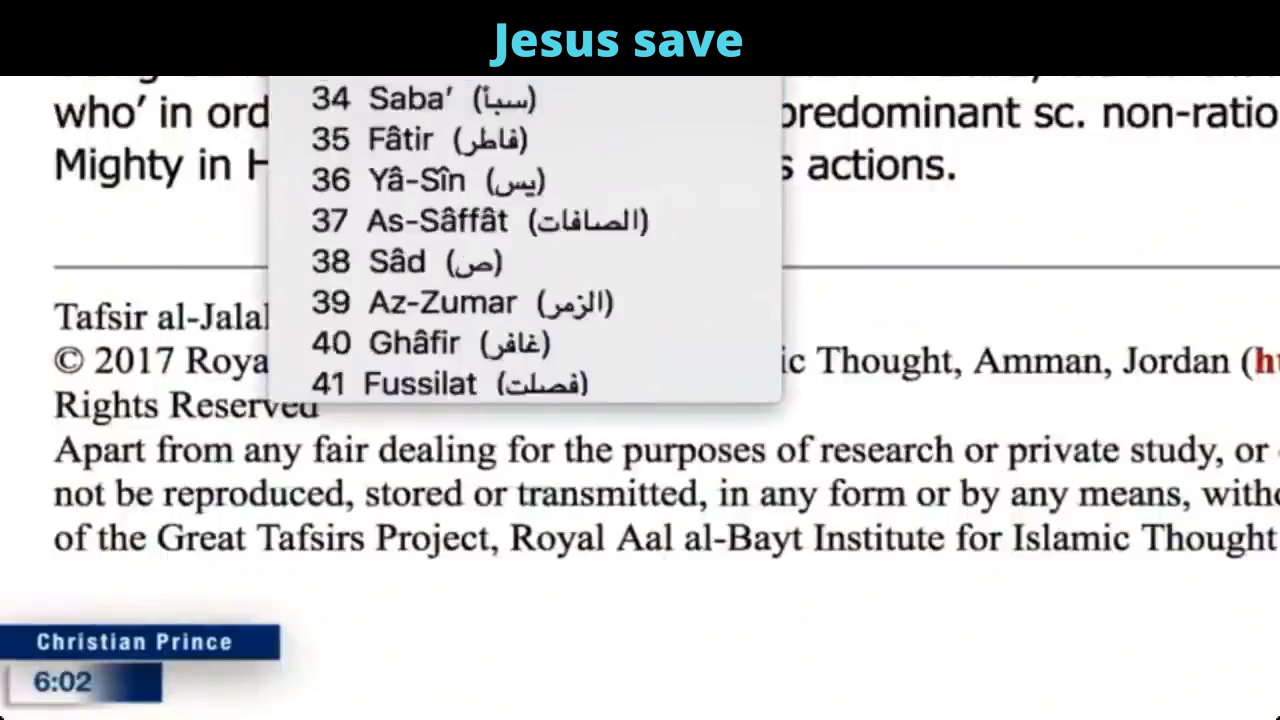 Jesus save
who’ in ord
predominant sc. non-ratio
Mighty in H
s actions.
34 Saba’ (سبأ)
35 Fâtir (فاطر)
36 Yâ-Sîn (يس)
37 As-Sâffât (الصافات)
38 Sâd (ص)
39 Az-Zumar (الزمر)
40 Ghâfir (غافر)
41 Fussilat (فصلت)
Tafsir al-Jalal
© 2017 Roya
ic Thought, Amman, Jordan (h
Rights Reserved
Apart from any fair dealing for the purposes of research or private study, or
not be reproduced, stored or transmitted, in any form or by any means, witho
of the Great Tafsirs Project, Royal Aal al-Bayt Institute for Islamic Thought
Christian Prince
6:02